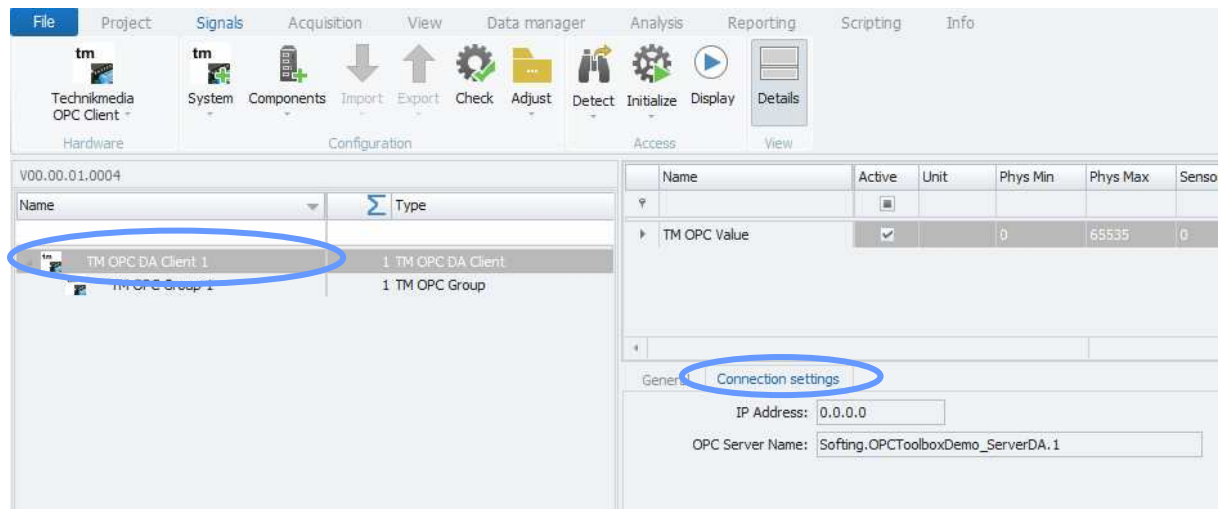 File Project Signals Acquisition View Data manager Analysis Reporting Scripting Info
tm tm
Technikmedia System Components Import Export Check Adjust Detect Initialize Display Details
OPC Client
Hardware Configuration Access View
V00.00.01.0004
Name Active Unit Phys Min Phys Max Senso
Name Σ Type
TM OPC Value 0 65535 0
tm TM OPC DA Client 1 1 TM OPC DA Client
TM OPC Group 1 1 TM OPC Group
General Connection settings
IP Address: 0.0.0.0
OPC Server Name: Softing.OPCToolboxDemo_ServerDA.1